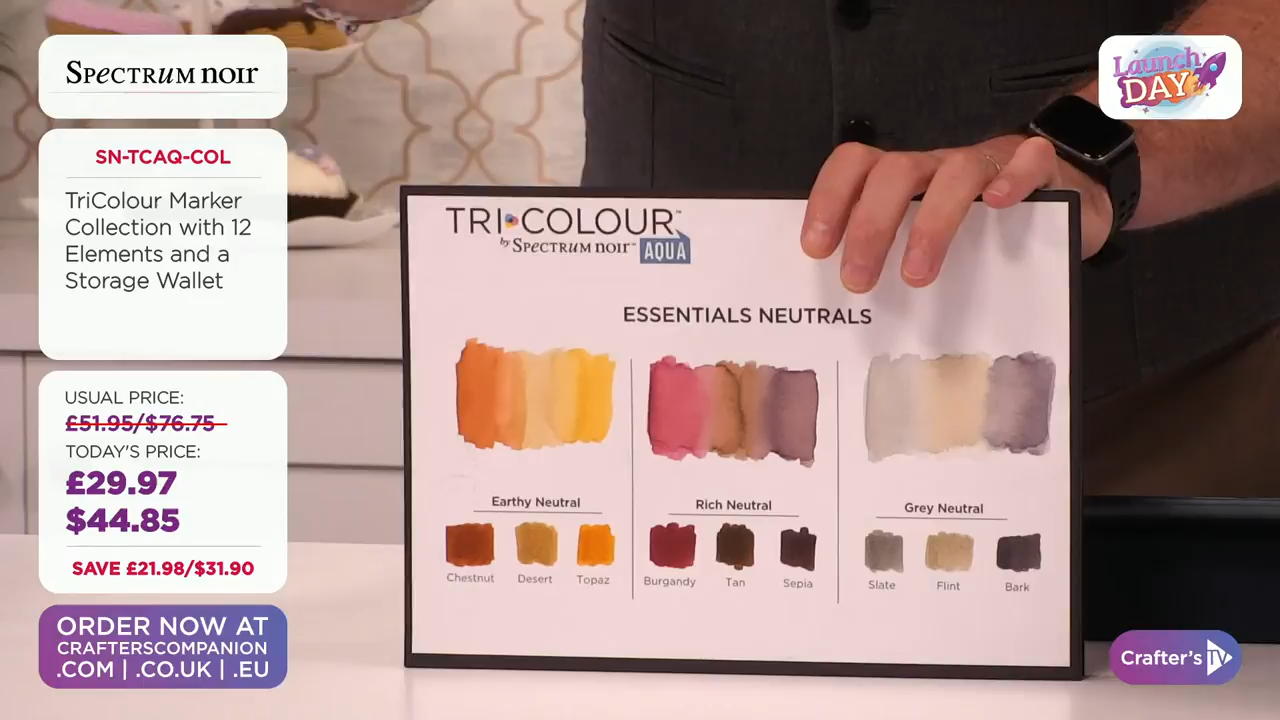 SPECTRUM NOIR
SN-TCAQ-COL
TriColour Marker
Collection with 12
Elements and a
Storage Wallet
USUAL PRICE:
£51.95/$76.75
TODAY'S PRICE:
£29.97
$44.85
SAVE £21.98/$31.90
ORDER NOW AT
CRAFTERSCOMPANION
.COM | .CO.UK | .EU
Launch
DAY
TRI COLOUR™
by SPECTRUM NOIR™ AQUA
ESSENTIALS NEUTRALS
Earthy Neutral
Chestnut Desert Topaz
Rich Neutral
Burgandy Tan Sepia
Grey Neutral
Slate Flint Bark
Crafter's TV